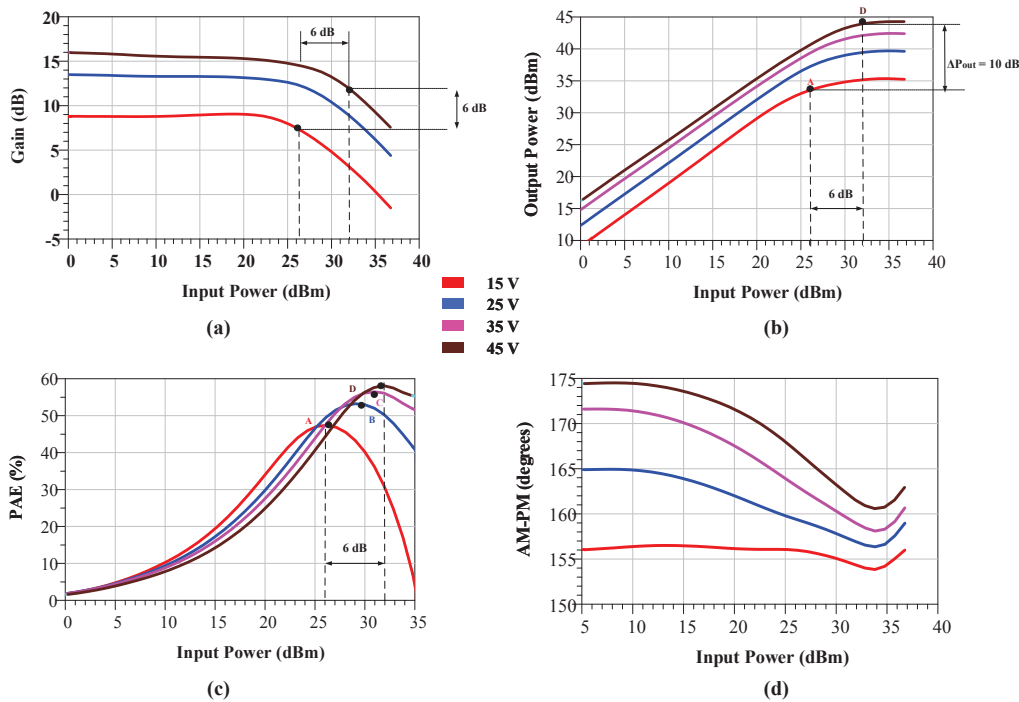 20
15
10
5
0
-5
Gain (dB)
0 5 10 15 20 25 30 35 40
Input Power (dBm)
6 dB
6 dB
(a)
45
40
35
30
25
20
15
10
Output Power (dBm)
0 5 10 15 20 25 30 35 40
Input Power (dBm)
A
D
6 dB
ΔPout = 10 dB
(b)
15 V
25 V
35 V
45 V
60
50
40
30
20
10
0
PAE (%)
0 5 10 15 20 25 30 35
Input Power (dBm)
A
D
C
B
6 dB
(c)
175
170
165
160
155
150
AM-PM (degrees)
5 10 15 20 25 30 35 40
Input Power (dBm)
(d)